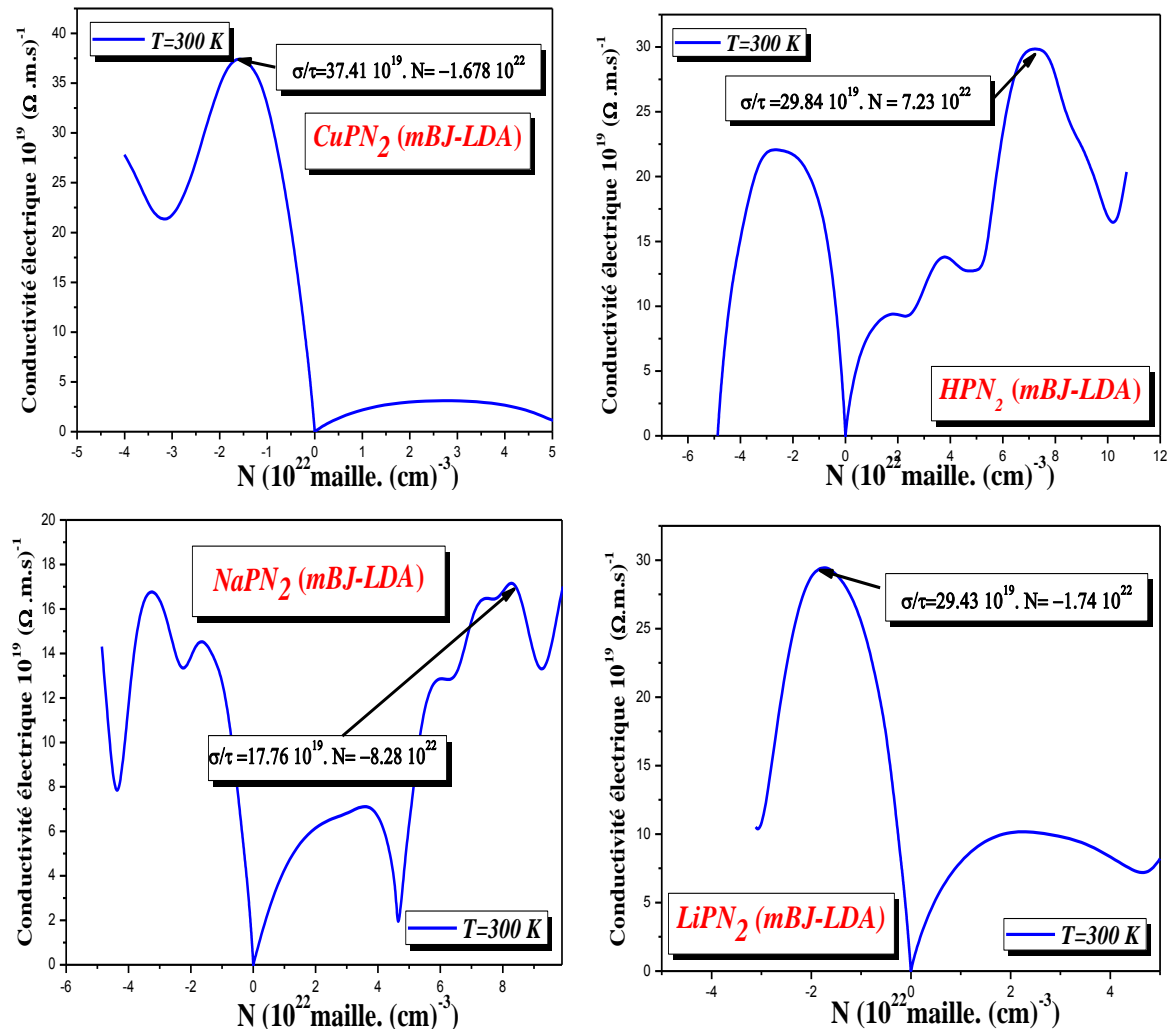 Conductivité électrique 10^19 (Ω .m.s)^-1
40
35
30
25
20
15
10
5
0
T=300 K
σ/τ=37.41 10^19. N= −1.678 10^22
CuPN_2 (mBJ-LDA)
-5 -4 -3 -2 -1 0 1 2 3 4 5
N (10^22 maille. (cm)^-3
Conductivité électrique 10^19 (Ω .m.s)^-1
30
25
20
15
10
5
0
T=300 K
σ/τ =29.84 10^19. N = 7.23 10^22
HPN_2 (mBJ-LDA)
-6 -4 -2 0 2 4 6 8 10 12
N (10^22 maille. (cm)^-3
Conductivité électrique 10^19 (Ω .m.s)^-1
20
18
16
14
12
10
8
6
4
2
0
NaPN_2 (mBJ-LDA)
σ/τ =17.76 10^19. N= −8.28 10^22
T=300 K
-6 -4 -2 0 2 4 6 8
N (10^22 maille. (cm)^-3
Conductivité électrique 10^19 (Ω.m.s)^-1
30
25
20
15
10
5
0
σ/τ=29.43 10^19. N= −1.74 10^22
LiPN_2 (mBJ-LDA)
T=300 K
-4 -2 0 2 4
N (10^22 maille. (cm)^-3